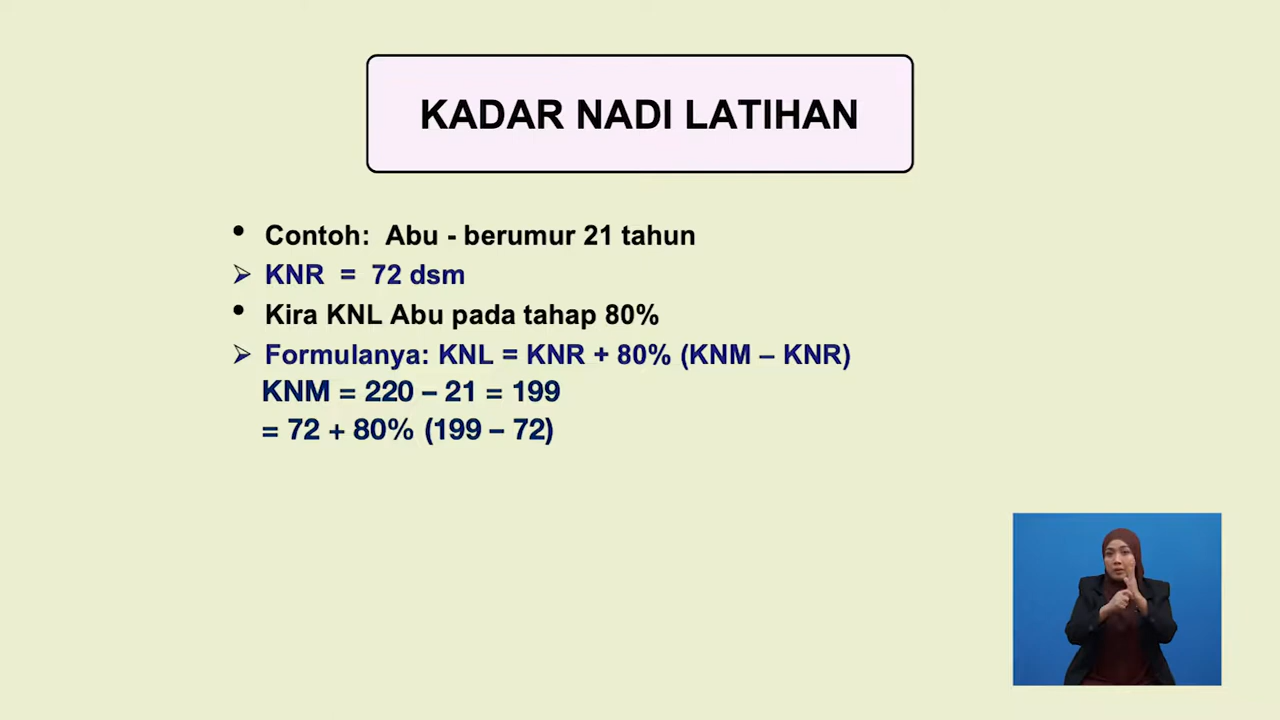 KADAR NADI LATIHAN
• Contoh: Abu - berumur 21 tahun
➢ KNR = 72 dsm
• Kira KNL Abu pada tahap 80%
➢ Formulanya: KNL = KNR + 80% (KNM – KNR)
KNM = 220 – 21 = 199
= 72 + 80% (199 – 72)